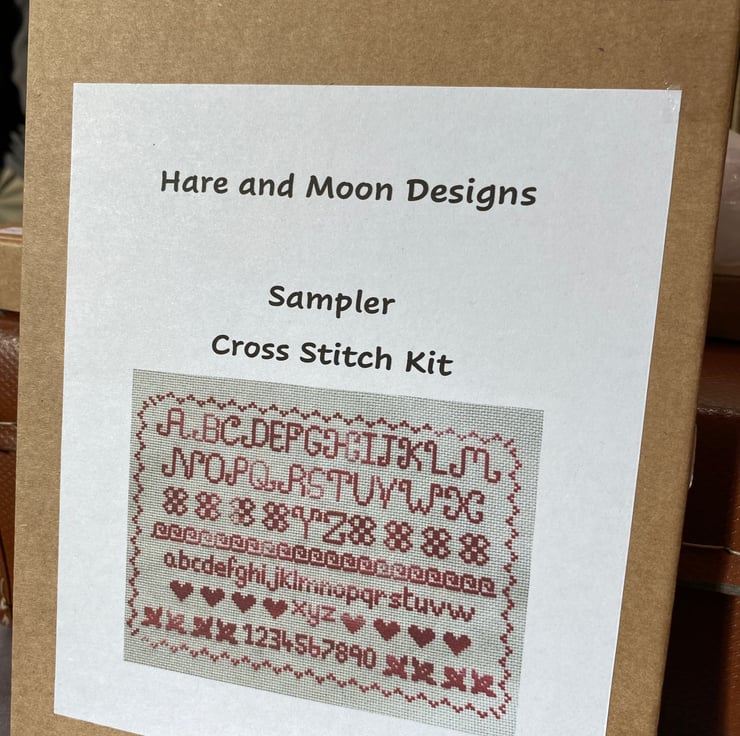 Hare and Moon Designs
Sampler
Cross Stitch Kit
ABCDEFGHIJKLM
NOPQRSTUVWX
YZ
abcdefghijklmnopqrstuvw
xyz
1234567890